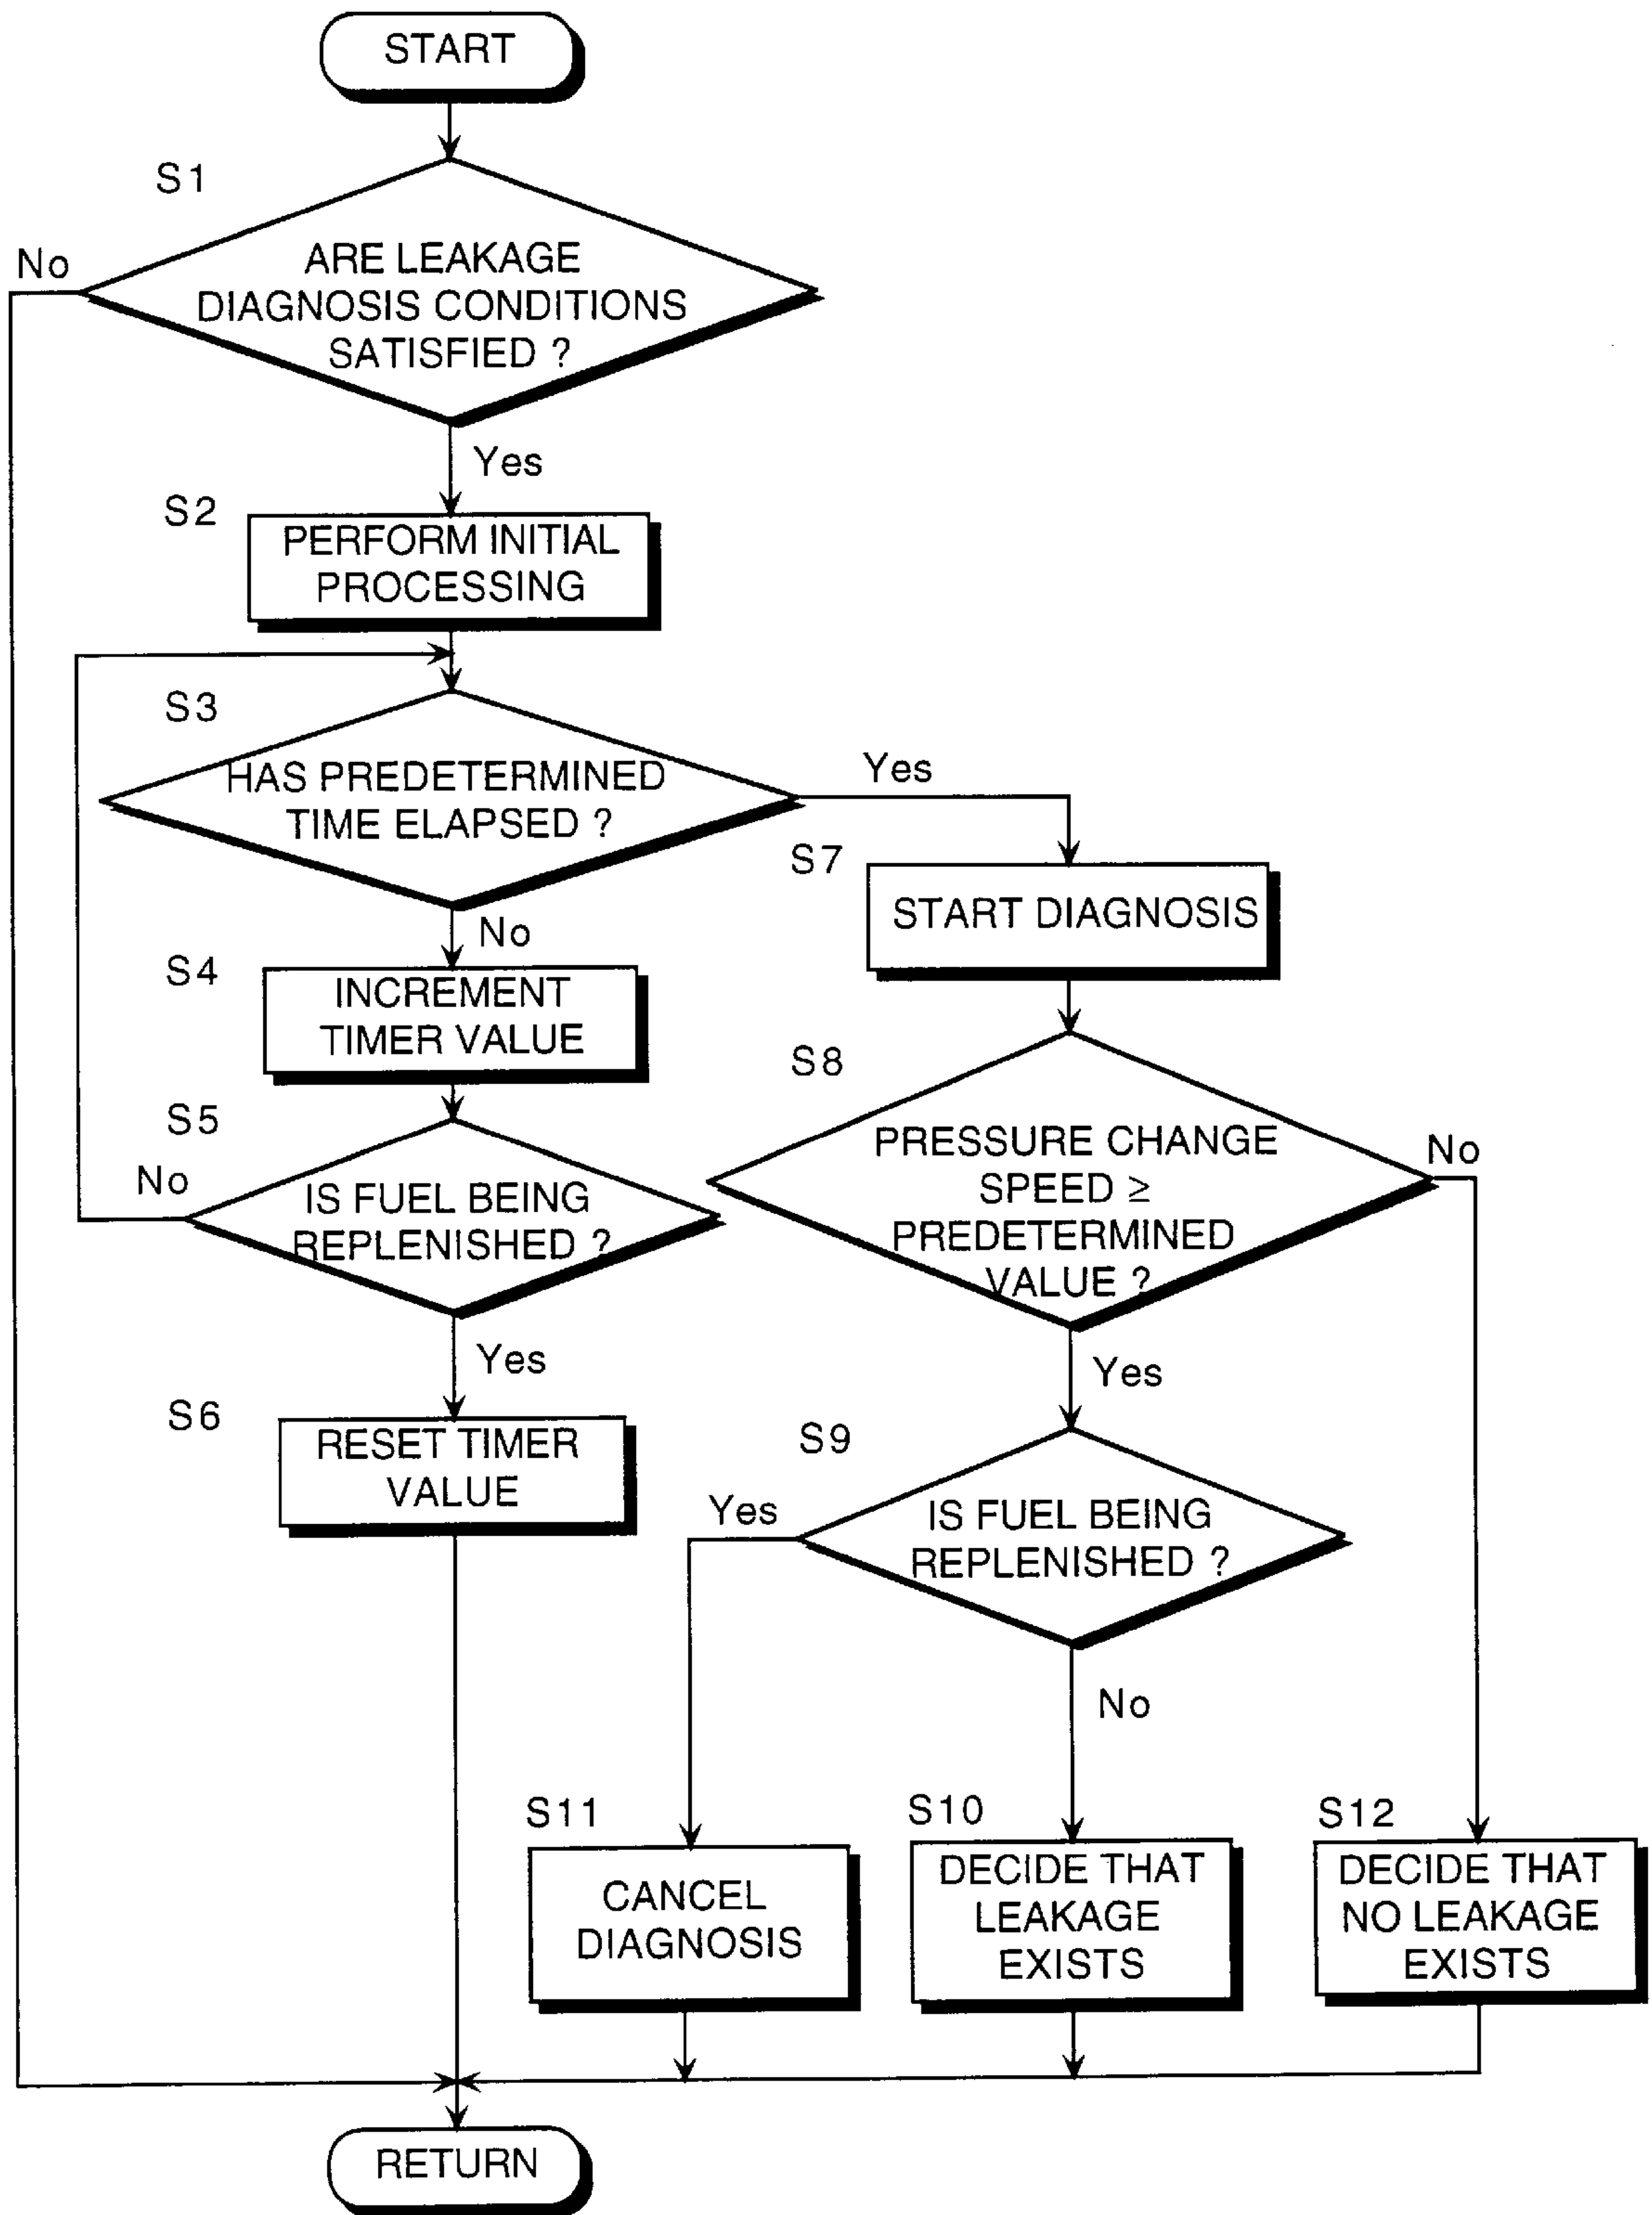 START
S1
No
ARE LEAKAGE
DIAGNOSIS CONDITIONS
SATISFIED ?
Yes
S2
PERFORM INITIAL
PROCESSING
S3
HAS PREDETERMINED
TIME ELAPSED ?
Yes
No
S7
START DIAGNOSIS
S4
INCREMENT
TIMER VALUE
S8
PRESSURE CHANGE
SPEED ≥
PREDETERMINED
VALUE ?
No
Yes
S5
No
IS FUEL BEING
REPLENISHED ?
Yes
S6
RESET TIMER
VALUE
S9
Yes
IS FUEL BEING
REPLENISHED ?
No
S11
CANCEL
DIAGNOSIS
S10
DECIDE THAT
LEAKAGE
EXISTS
S12
DECIDE THAT
NO LEAKAGE
EXISTS
RETURN